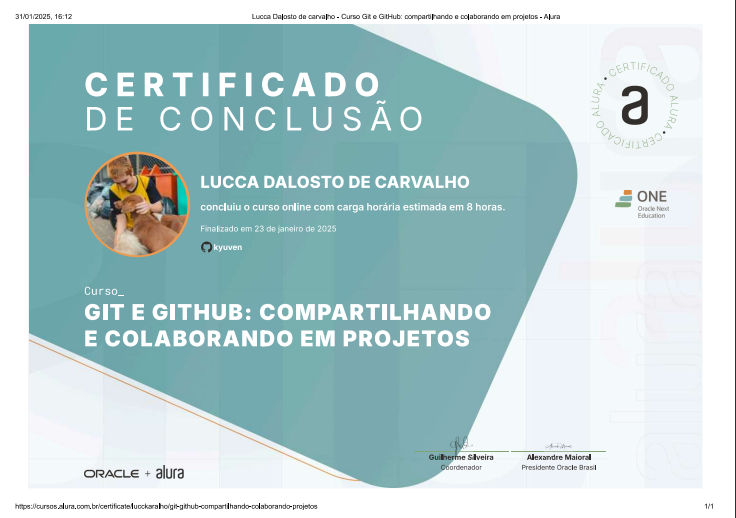 31/01/2025, 16:12
Lucca Dalosto de carvalho - Curso Git e GitHub: compartilhando e colaborando em projetos - Alura
CERTIFICADO
DE CONCLUSÃO
CERTIFICADO ALURA • CERTIFICADO ALURA •
a
LUCCA DALOSTO DE CARVALHO
concluiu o curso online com carga horária estimada em 8 horas.
Finalizado em 23 de janeiro de 2025
kyuven
ONE
Oracle Next
Education
Curso_
GIT E GITHUB: COMPARTILHANDO
E COLABORANDO EM PROJETOS
Guilherme Silveira
Coordenador
Alexandre Maioral
Presidente Oracle Brasil
ORACLE + alura
https://cursos.alura.com.br/certificate/lucckaralho/git-github-compartilhando-colaborando-projetos
1/1